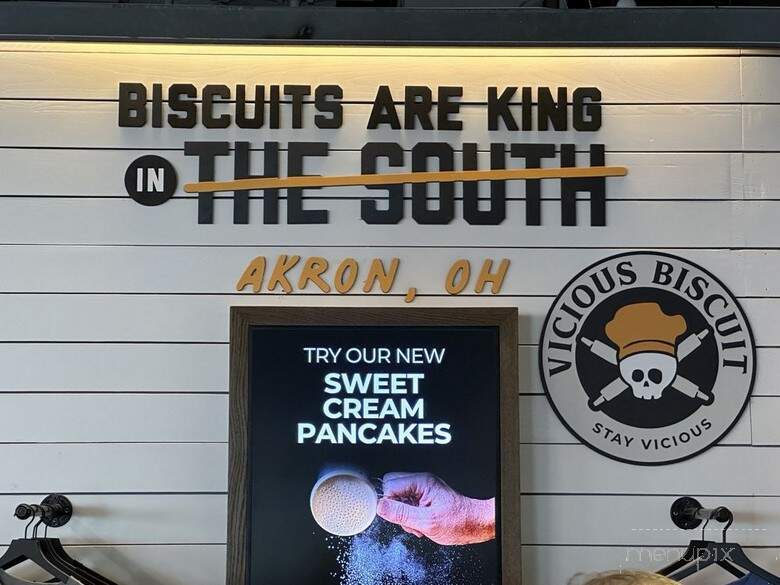 BISCUITS ARE KING
IN THE SOUTH
AKRON, OH
VICIOUS BISCUIT
STAY VICIOUS
TRY OUR NEW
SWEET
CREAM
PANCAKES
menupix